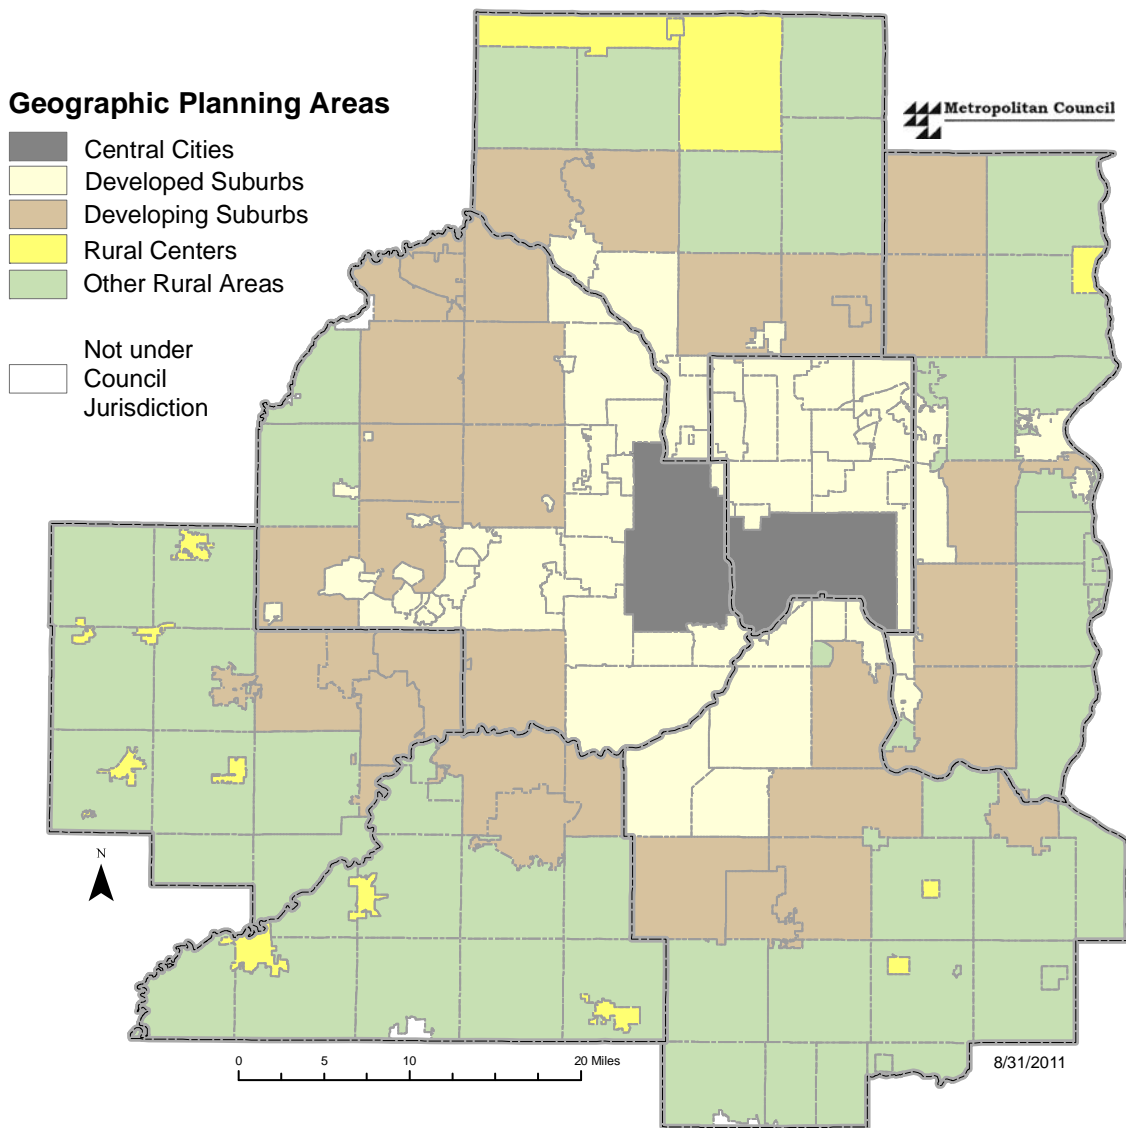 Geographic Planning Areas
Central Cities
Developed Suburbs
Developing Suburbs
Rural Centers
Other Rural Areas
Not under
Council
Jurisdiction
Metropolitan Council
N
0 5 10 20 Miles
8/31/2011